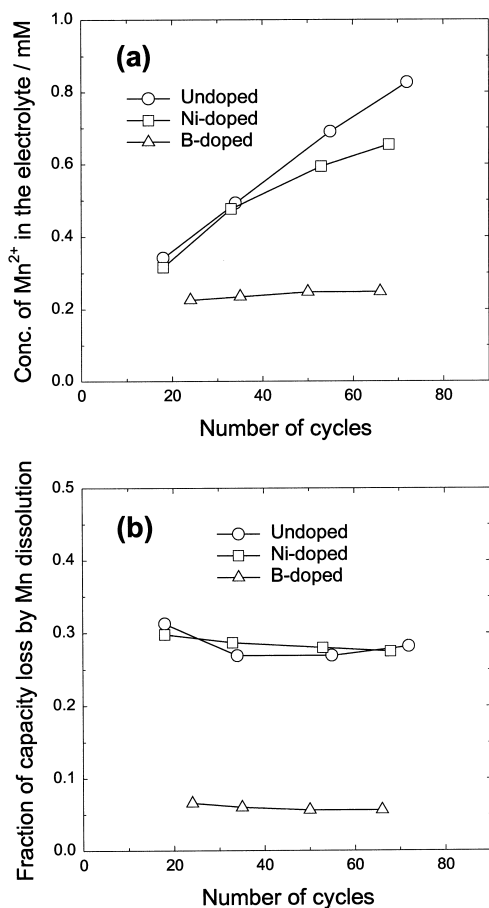 (a)
Undoped
Ni-doped
B-doped
Conc. of Mn²⁺ in the electrolyte / mM
1.0
0.8
0.6
0.4
0.2
0.0
0 20 40 60 80
Number of cycles
(b)
Undoped
Ni-doped
B-doped
Fraction of capacity loss by Mn dissolution
0.5
0.4
0.3
0.2
0.1
0.0
0 20 40 60 80
Number of cycles